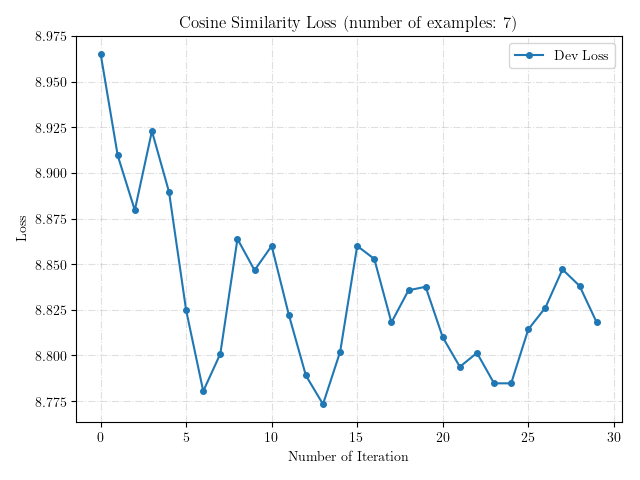 Cosine Similarity Loss (number of examples: 7)
Dev Loss
8.975
8.950
8.925
8.900
8.875
8.850
8.825
8.800
8.775
Loss
0 5 10 15 20 25 30
Number of Iteration